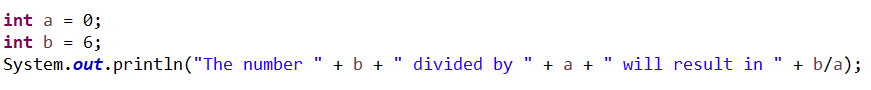 int a = 0;
int b = 6;
System.out.println("The number " + b + " divided by " + a + " will result in " + b/a);